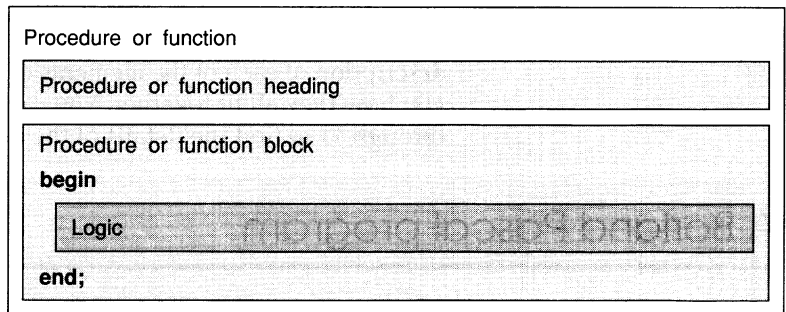 Procedure or function
Procedure or function heading
Procedure or function block
begin
Logic
end;